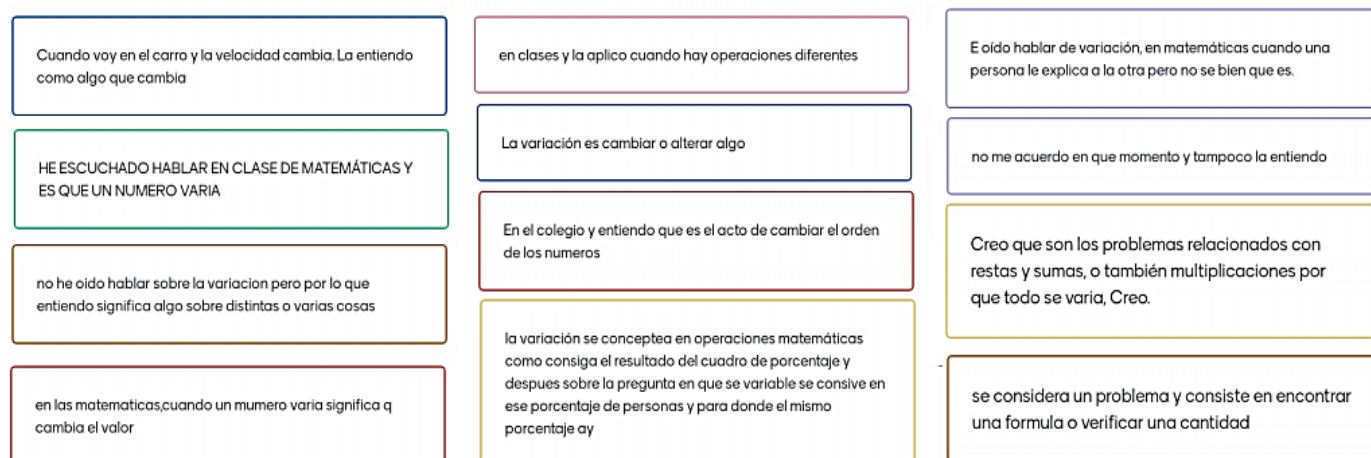 Cuando voy en el carro y la velocidad cambia. La entiendo
como algo que cambia
HE ESCUCHADO HABLAR EN CLASE DE MATEMÁTICAS Y
ES QUE UN NUMERO VARIA
no he oido hablar sobre la variacion pero por lo que
entiendo significa algo sobre distintas o varias cosas
en las matematicas,cuando un mumero varia significa q
cambia el valor
en clases y la aplico cuando hay operaciones diferentes
La variación es cambiar o alterar algo
En el colegio y entiendo que es el acto de cambiar el orden
de los numeros
la variación se conceptea en operaciones matemáticas
como consiga el resultado del cuadro de porcentaje y
despues sobre la pregunta en que se variable se consive en
ese porcentaje de personas y para donde el mismo
porcentaje ay
E oído hablar de variación, en matemáticas cuando una
persona le explica a la otra pero no se bien que es.
no me acuerdo en que momento y tampoco la entiendo
Creo que son los problemas relacionados con
restas y sumas, o también multiplicaciones por
que todo se varia, Creo.
se considera un problema y consiste en encontrar
una formula o verificar una cantidad